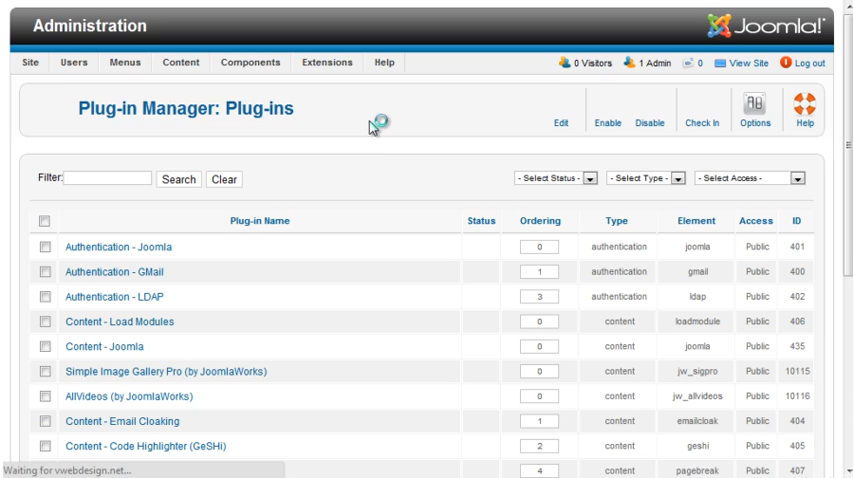 Administration Joomla!
Site Users Menus Content Components Extensions Help 0 Visitors 1 Admin 0 View Site Log out
Plug-in Manager: Plug-ins
Edit Enable Disable Check In Options Help
Filter: Search Clear - Select Status - - Select Type - - Select Access -
Plug-in Name Status Ordering Type Element Access ID
Authentication - Joomla 0 authentication joomla Public 401
Authentication - GMail 1 authentication gmail Public 400
Authentication - LDAP 3 authentication ldap Public 402
Content - Load Modules 0 content loadmodule Public 406
Content - Joomla 0 content joomla Public 435
Simple Image Gallery Pro (by JoomlaWorks) 0 content jw_sigpro Public 10115
AllVideos (by JoomlaWorks) 0 content jw_allvideos Public 10116
Content - Email Cloaking 1 content emailcloak Public 404
Content - Code Highlighter (GeSHi) 2 content geshi Public 405
4 content pagebreak Public 407
Waiting for vwebdesign.net...